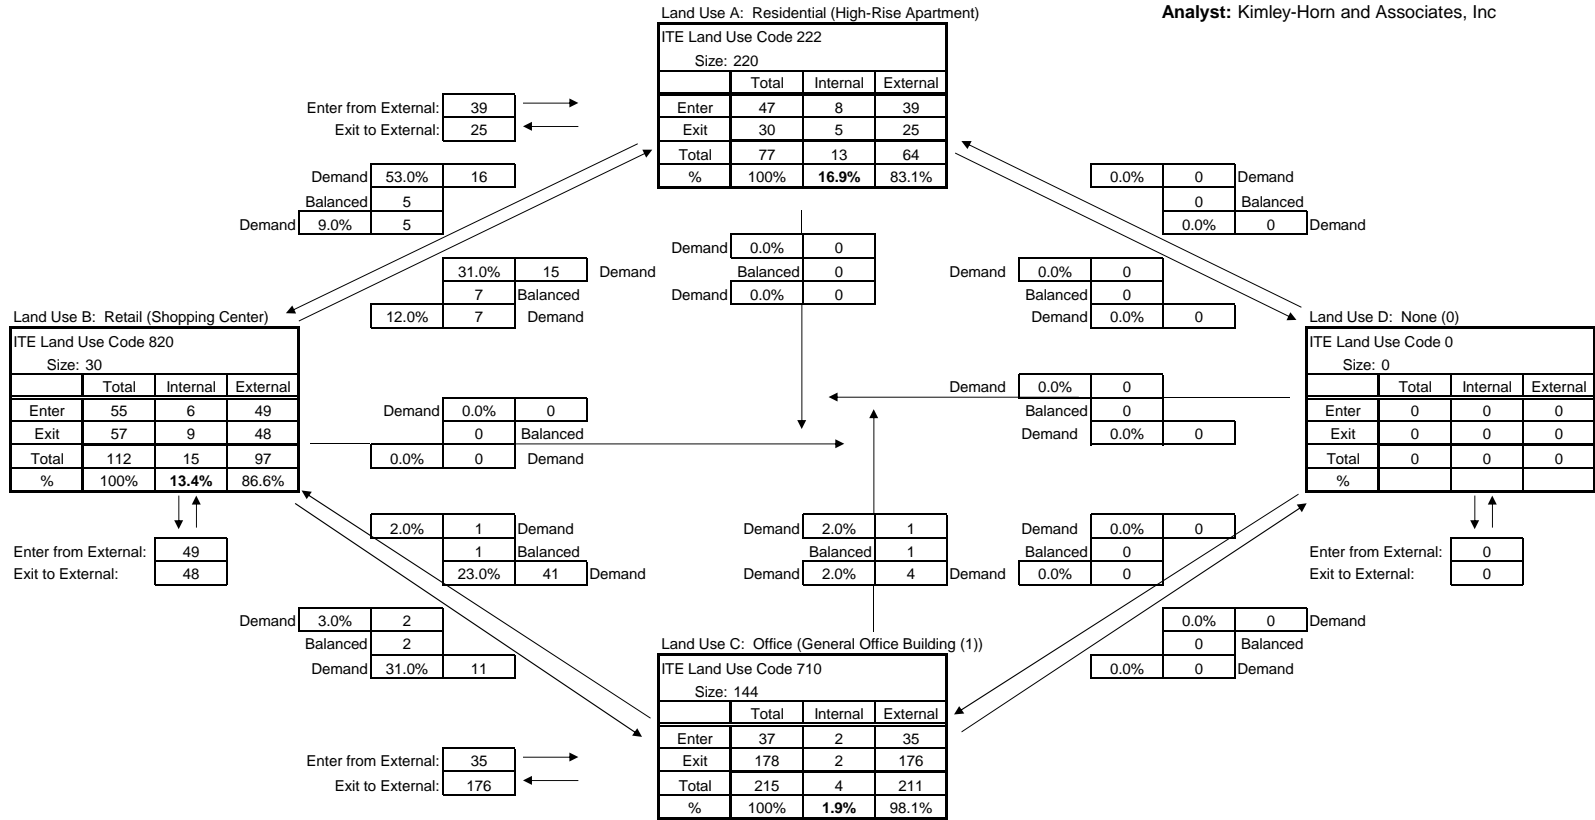 Land Use A: Residential (High-Rise Apartment)
Analyst: Kimley-Horn and Associates, Inc
ITE Land Use Code 222
Size: 220
Total Internal External
Enter 47 8 39
Exit 30 5 25
Total 77 13 64
% 100% 16.9% 83.1%
Enter from External: 39
Exit to External: 25
Demand 53.0% 16
Balanced 5
Demand 9.0% 5
0.0% 0 Demand
0 Balanced
0.0% 0 Demand
31.0% 15 Demand
7 Balanced
12.0% 7 Demand
Demand 0.0% 0
Balanced 0
Demand 0.0% 0
Demand 0.0% 0
Balanced 0
Demand 0.0% 0
Land Use B: Retail (Shopping Center)
ITE Land Use Code 820
Size: 30
Total Internal External
Enter 55 6 49
Exit 57 9 48
Total 112 15 97
% 100% 13.4% 86.6%
Enter from External: 49
Exit to External: 48
Demand 0.0% 0
0 Balanced
0.0% 0 Demand
Demand 0.0% 0
Balanced 0
Demand 0.0% 0
Land Use D: None (0)
ITE Land Use Code 0
Size: 0
Total Internal External
Enter 0 0 0
Exit 0 0 0
Total 0 0 0
%
Enter from External: 0
Exit to External: 0
2.0% 1 Demand
1 Balanced
23.0% 41 Demand
Demand 2.0% 1
Balanced 1
Demand 2.0% 4
Demand 0.0% 0
Balanced 0
Demand 0.0% 0
Demand 3.0% 2
Balanced 2
Demand 31.0% 11
0.0% 0 Demand
0 Balanced
0.0% 0 Demand
Land Use C: Office (General Office Building (1))
ITE Land Use Code 710
Size: 144
Total Internal External
Enter 37 2 35
Exit 178 2 176
Total 215 4 211
% 100% 1.9% 98.1%
Enter from External: 35
Exit to External: 176